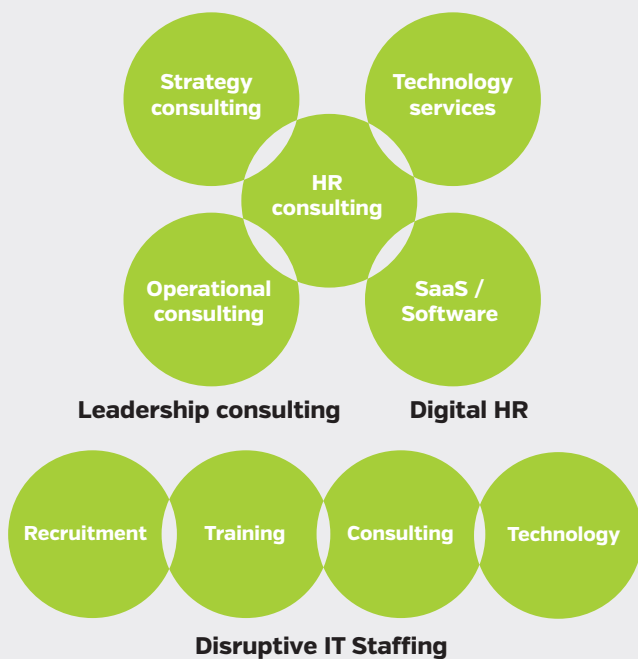 Strategy
consulting
Technology
services
HR
consulting
Operational
consulting
SaaS /
Software
Leadership consulting
Digital HR
Recruitment
Training
Consulting
Technology
Disruptive IT Staffing